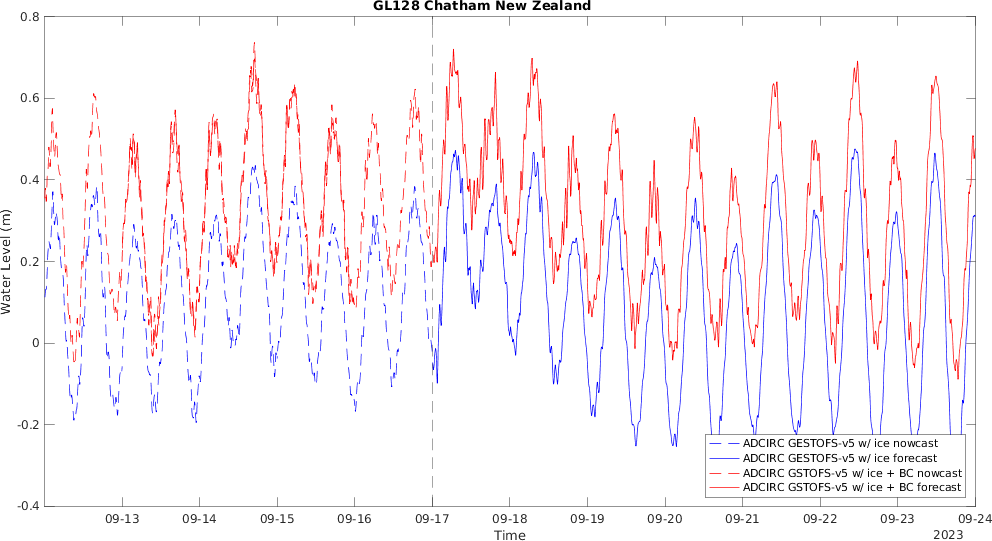 GL128 Chatham New Zealand
0.8
0.6
0.4
0.2
0
-0.2
-0.4
Water Level (m)
ADCIRC GESTOFS-v5 w/ ice nowcast
ADCIRC GESTOFS-v5 w/ ice forecast
ADCIRC GSTOFS-v5 w/ ice + BC nowcast
ADCIRC GSTOFS-v5 w/ ice + BC forecast
09-13 09-14 09-15 09-16 09-17 09-18 09-19 09-20 09-21 09-22 09-23 09-24
Time
2023